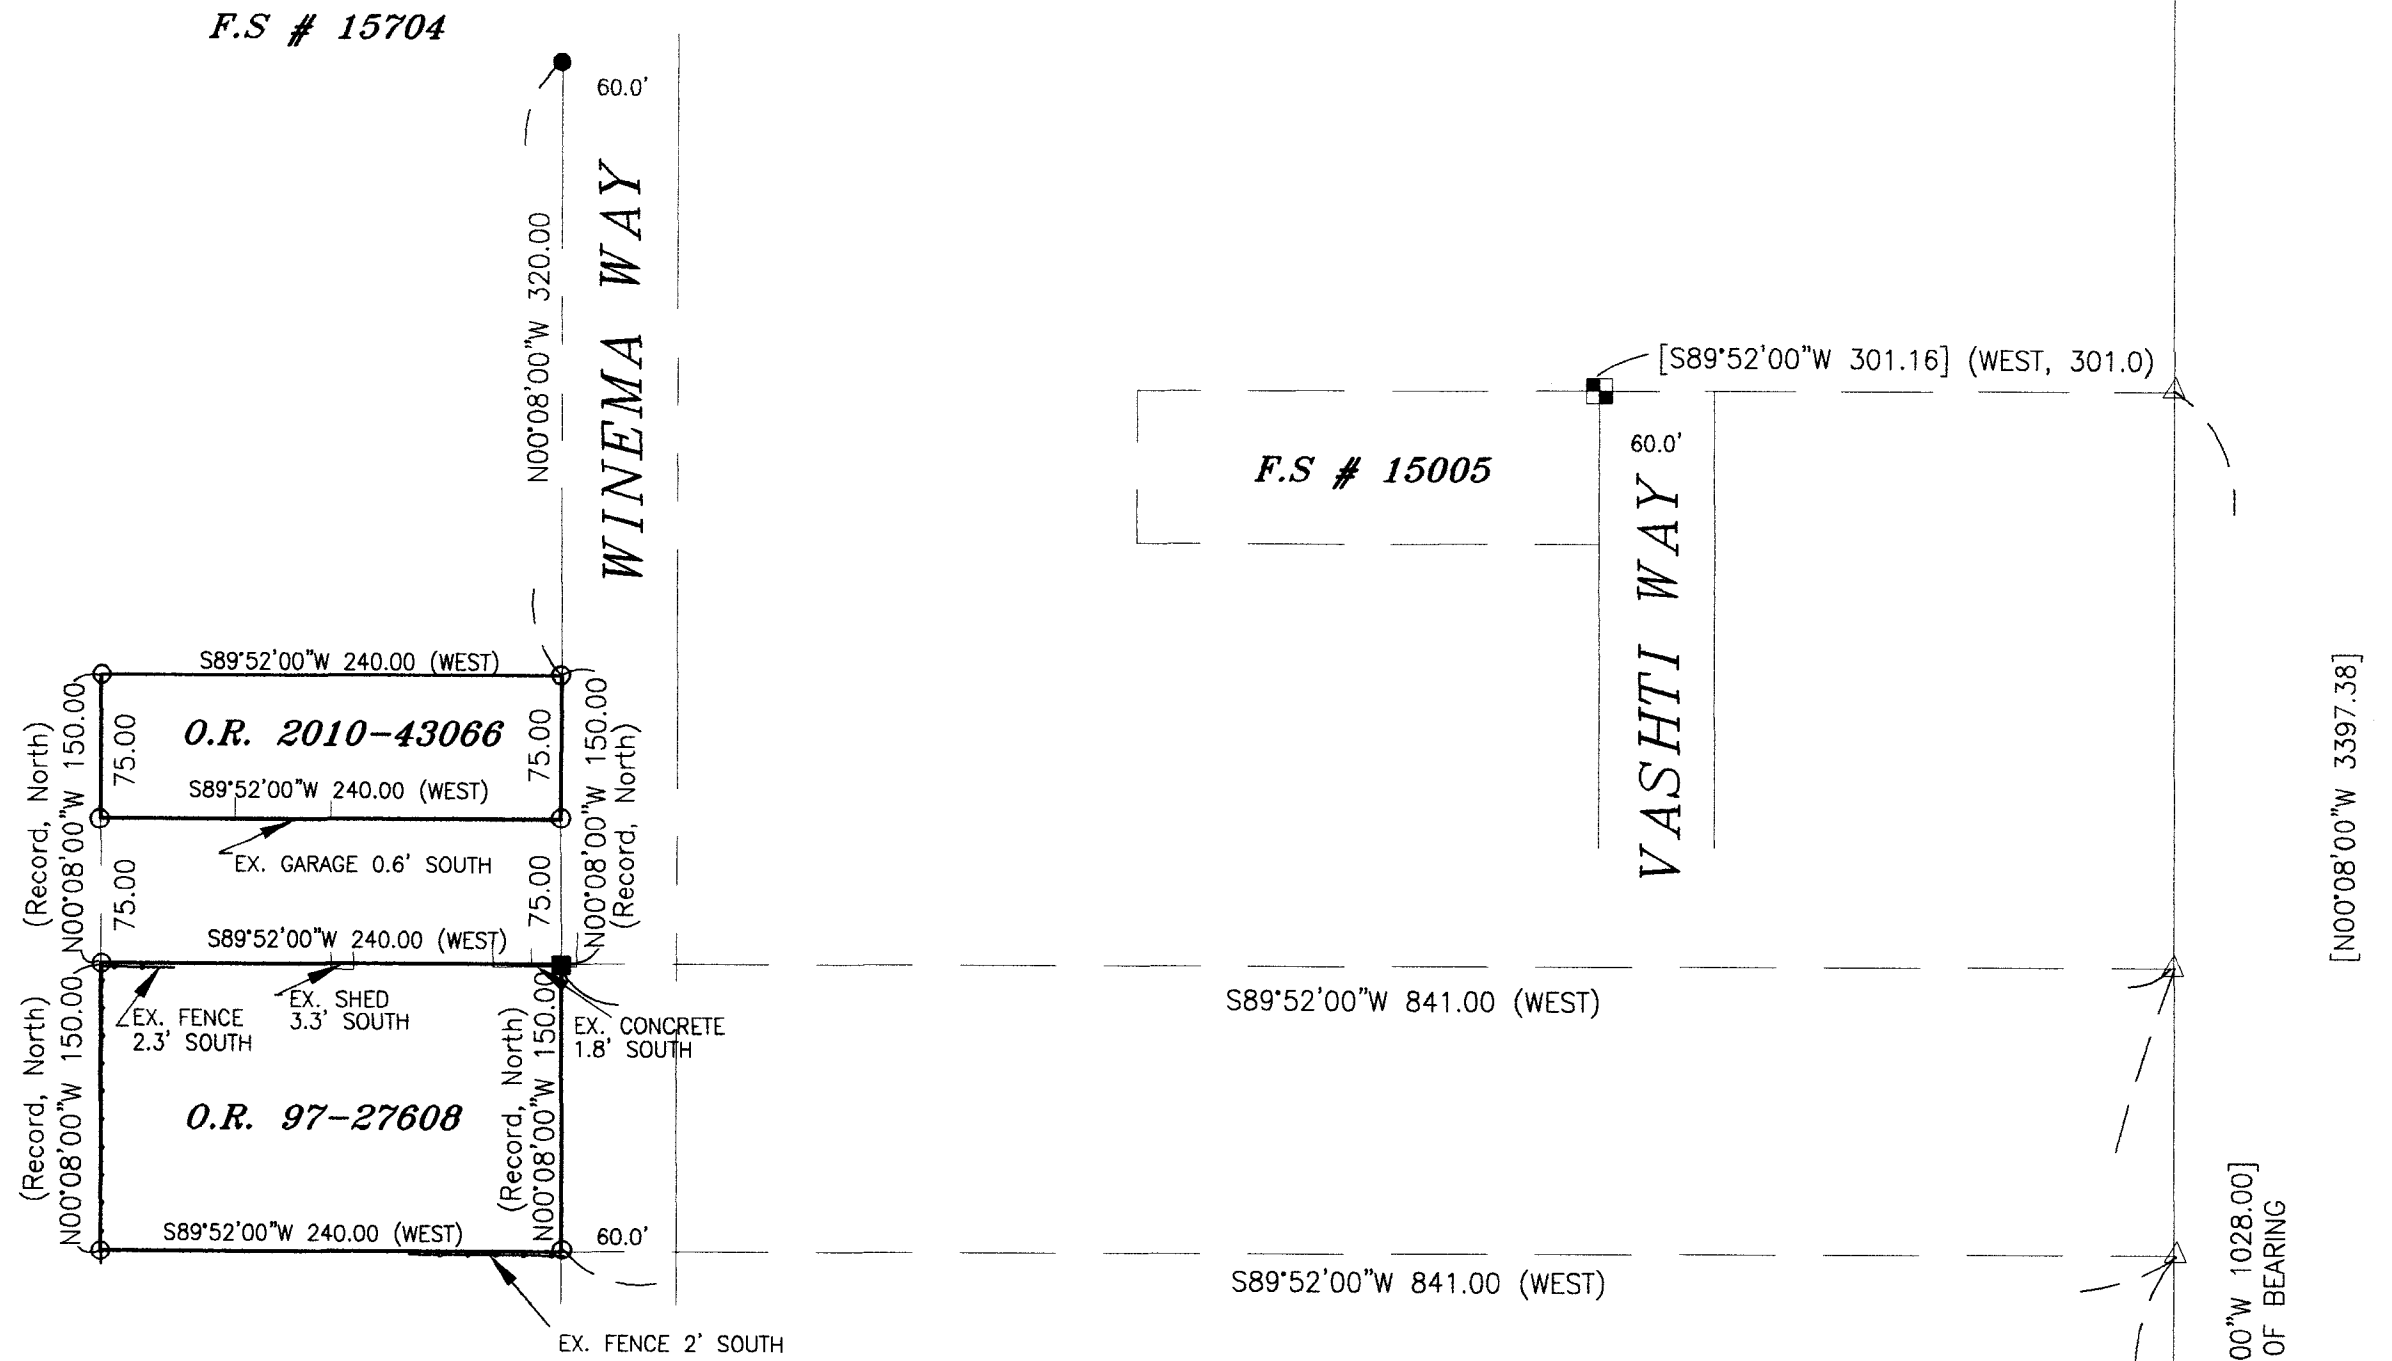 F.S # 15704
60.0'
WINEMA WAY
N00°08'00"W 320.00
[S89°52'00"W 301.16] (WEST, 301.0)
60.0'
F.S # 15005
VASHTI WAY
[N00°08'00"W 3397.38]
S89°52'00"W 240.00 (WEST)
(Record, North)
N00°08'00"W 150.00
75.00
O.R. 2010-43066
75.00
N00°08'00"W 150.00
(Record, North)
S89°52'00"W 240.00 (WEST)
EX. GARAGE 0.6' SOUTH
75.00
75.00
S89°52'00"W 240.00 (WEST)
S89°52'00"W 841.00 (WEST)
EX. FENCE
2.3' SOUTH
EX. SHED
3.3' SOUTH
EX. CONCRETE
1.8' SOUTH
(Record, North)
N00°08'00"W 150.00
O.R. 97-27608
(Record, North)
N00°08'00"W 150.00
S89°52'00"W 240.00 (WEST)
60.0'
S89°52'00"W 841.00 (WEST)
EX. FENCE 2' SOUTH
00"W 1028.00]
OF BEARING